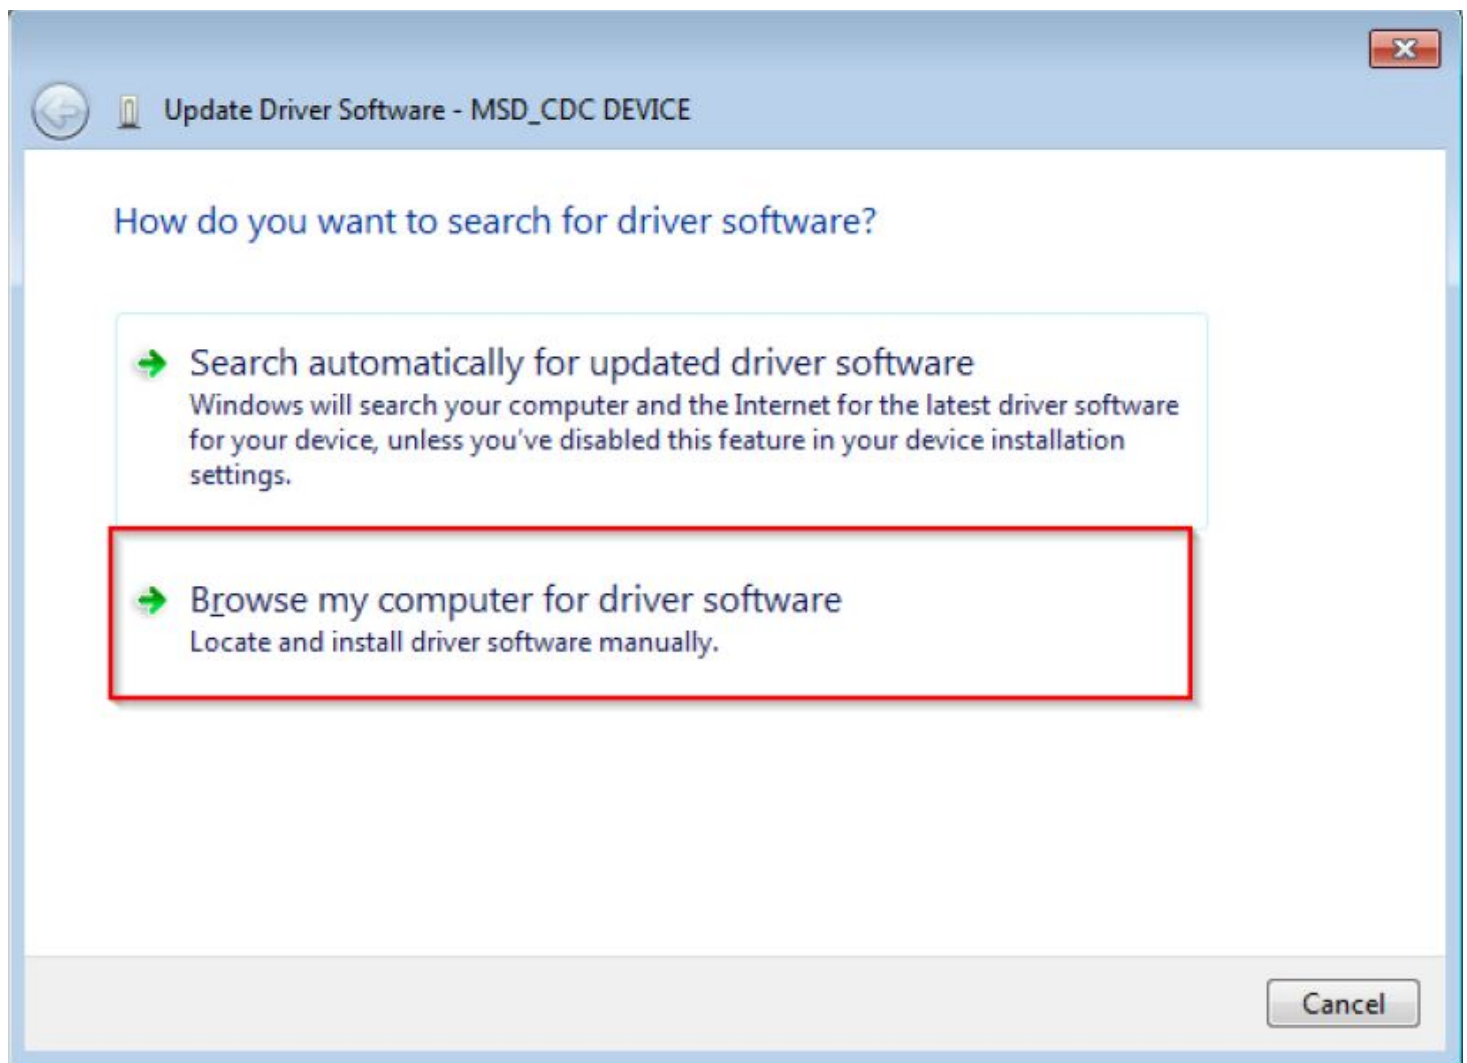 Update Driver Software - MSD_CDC DEVICE
How do you want to search for driver software?
Search automatically for updated driver software
Windows will search your computer and the Internet for the latest driver software
for your device, unless you've disabled this feature in your device installation
settings.
Browse my computer for driver software
Locate and install driver software manually.
Cancel